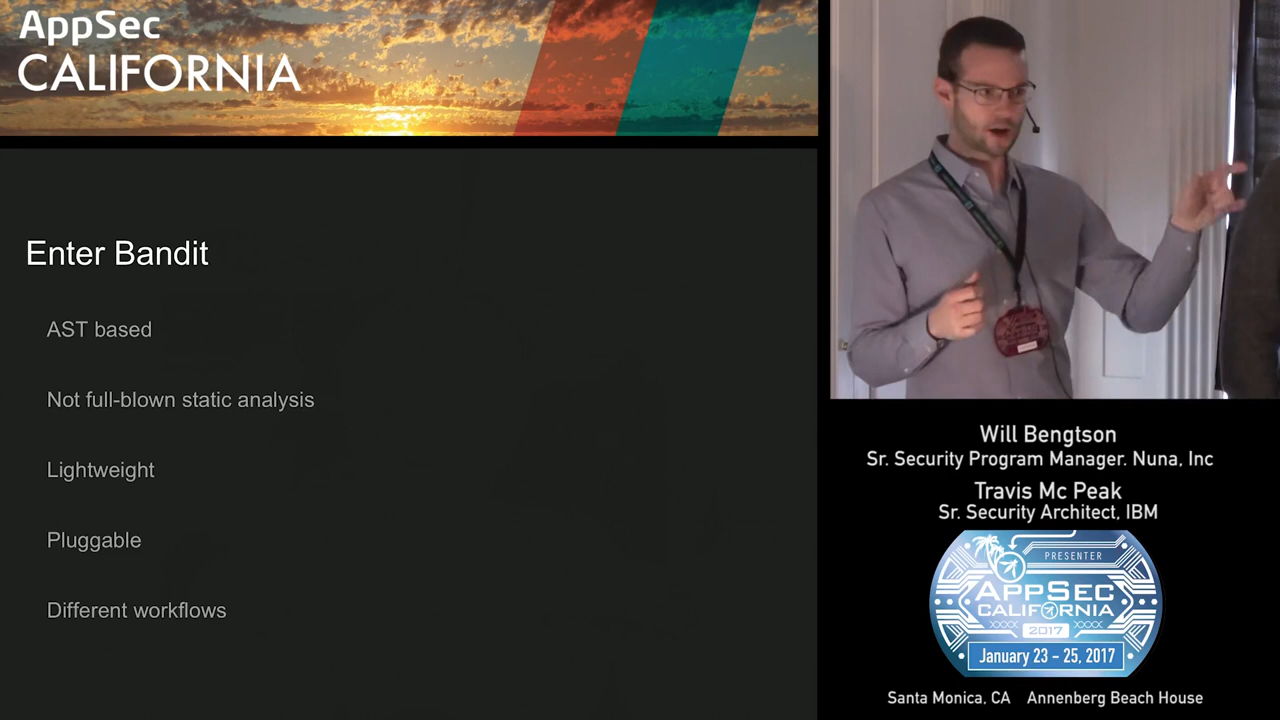 AppSec
CALIFORNIA
Enter Bandit
AST based
Not full-blown static analysis
Lightweight
Pluggable
Different workflows
Will Bengtson
Sr. Security Program Manager. Nuna, Inc
Travis Mc Peak
Sr. Security Architect, IBM
PRESENTER
APPSEC
CALIFORNIA
XXXX 2017 XXXX
January 23 - 25, 2017
Santa Monica, CA Annenberg Beach House